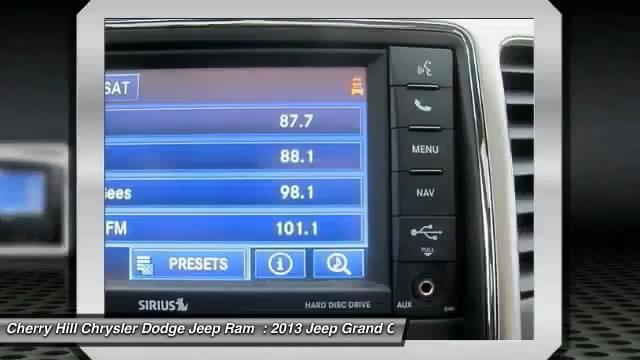 SAT
87.7
88.1
ees 98.1
FM 101.1
PRESETS
MENU
NAV
PULL
SIRIUS
HARD DISC DRIVE
AUX
Cherry Hill Chrysler Dodge Jeep Ram : 2013 Jeep Grand C